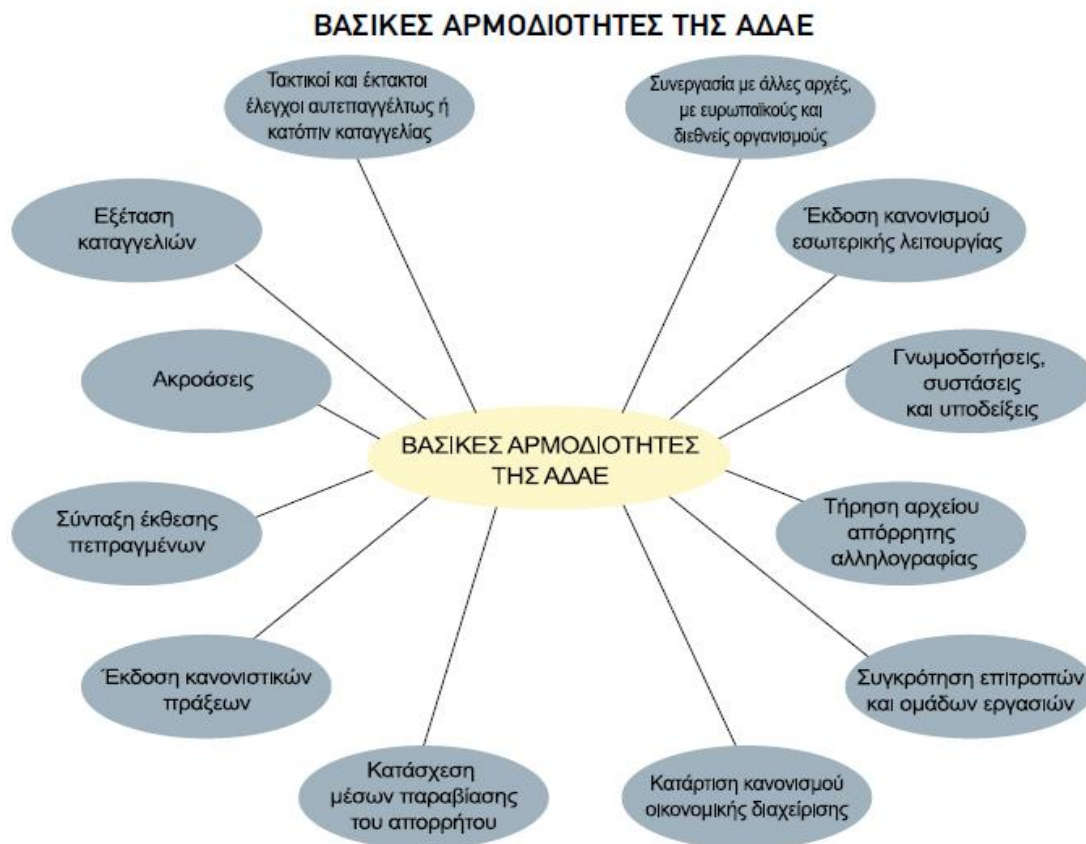 ΒΑΣΙΚΕΣ ΑΡΜΟΔΙΟΤΗΤΕΣ ΤΗΣ ΑΔΑΕ
Τακτικοί και έκτακτοι
έλεγχοι αυτεπαγγέλτως ή
κατόπιν καταγγελίας
Συνεργασία με άλλες αρχές,
με ευρωπαϊκούς και
διεθνείς οργανισμούς
Εξέταση
καταγγελιών
Έκδοση κανονισμού
εσωτερικής λειτουργίας
Ακροάσεις
Γνωμοδοτήσεις,
συστάσεις
και υποδείξεις
ΒΑΣΙΚΕΣ ΑΡΜΟΔΙΟΤΗΤΕΣ
ΤΗΣ ΑΔΑΕ
Σύνταξη έκθεσης
πεπραγμένων
Τήρηση αρχείου
απόρρητης
αλληλογραφίας
Έκδοση κανονιστικών
πράξεων
Συγκρότηση επιτροπών
και ομάδων εργασιών
Κατάσχεση
μέσων παραβίασης
του απορρήτου
Κατάρτιση κανονισμού
οικονομικής διαχείρισης